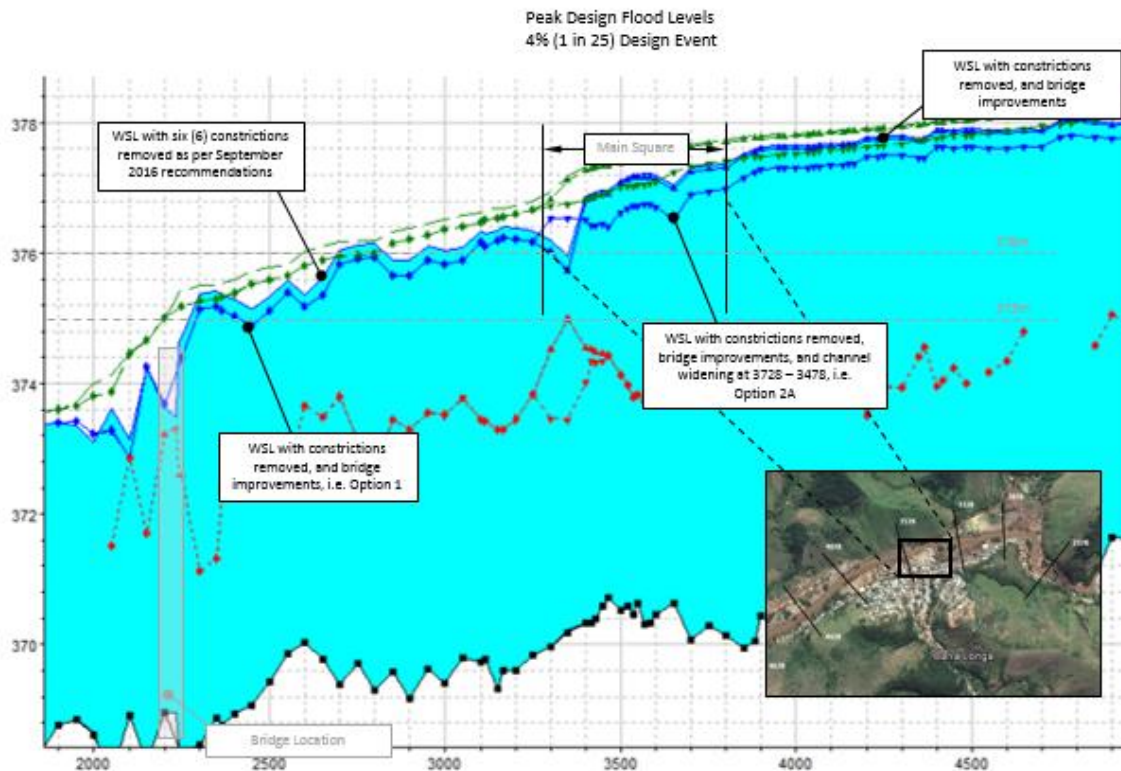 Peak Design Flood Levels
4% (1 in 25) Design Event
WSL with constrictions
removed, and bridge
improvements
WSL with six (6) constrictions
removed as per September
2016 recommendations
Main Square
378
376
374
372
370
WSL with constrictions removed,
bridge improvements, and channel
widening at 3728 – 3478, i.e.
Option 2A
WSL with constrictions
removed, and bridge
improvements, i.e. Option 1
Bridge Location
2000
2500
3000
3500
4000
4500